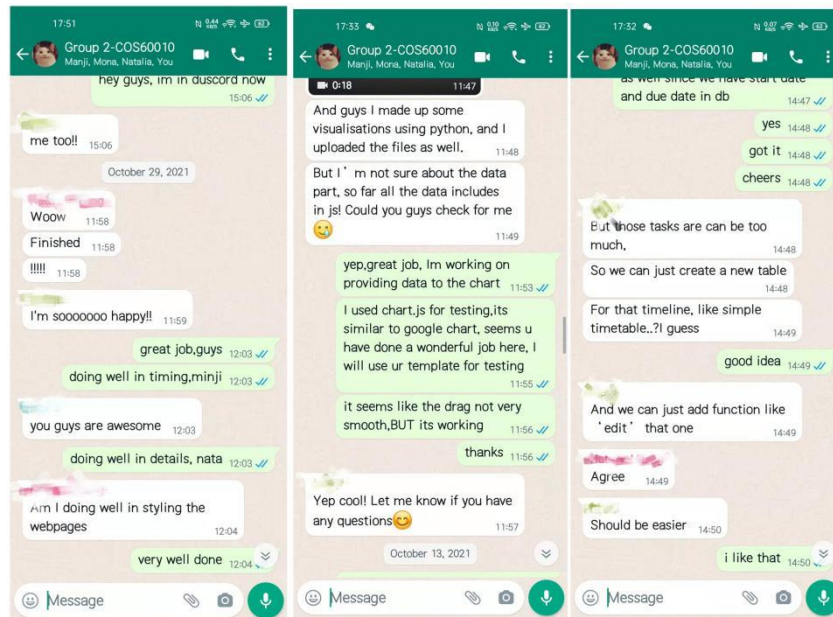 17:51
0.44
62
Group 2-COS60010
Manji, Mona, Natalia, You
hey guys, im in duscord now
15:06
me too!! 15:06
October 29, 2021
Woow 11:58
Finished 11:58
!!!!! 11:58
I'm sooooooo happy!! 11:59
great job,guys 12:03
doing well in timing,minji 12:03
you guys are awesome 12:03
doing well in details, nata 12:03
Am I doing well in styling the
webpages 12:04
very well done 12:04
Message
17:33
0.10
62
Group 2-COS60010
Manji, Mona, Natalia, You
0:18 11:47
And guys I made up some
visualisations using python, and I
uploaded the files as well. 11:48
But I’m not sure about the data
part, so far all the data includes
in js! Could you guys check for me
11:49
yep,great job, Im working on
providing data to the chart 11:53
I used chart.js for testing,its
similar to google chart, seems u
have done a wonderful job here, I
will use ur template for testing
11:55
it seems like the drag not very
smooth,BUT its working 11:56
thanks 11:56
Yep cool! Let me know if you have
any questions 11:57
October 13, 2021
Message
17:32
0.07
62
Group 2-COS60010
Manji, Mona, Natalia, You
as well since we have start date
and due date in db 14:47
yes 14:48
got it 14:48
cheers 14:48
But those tasks are can be too
much, 14:48
So we can just create a new table
14:48
For that timeline, like simple
timetable..?I guess 14:49
good idea 14:49
And we can just add function like
‘edit’ that one 14:49
Agree 14:49
Should be easier 14:50
i like that 14:50
Message